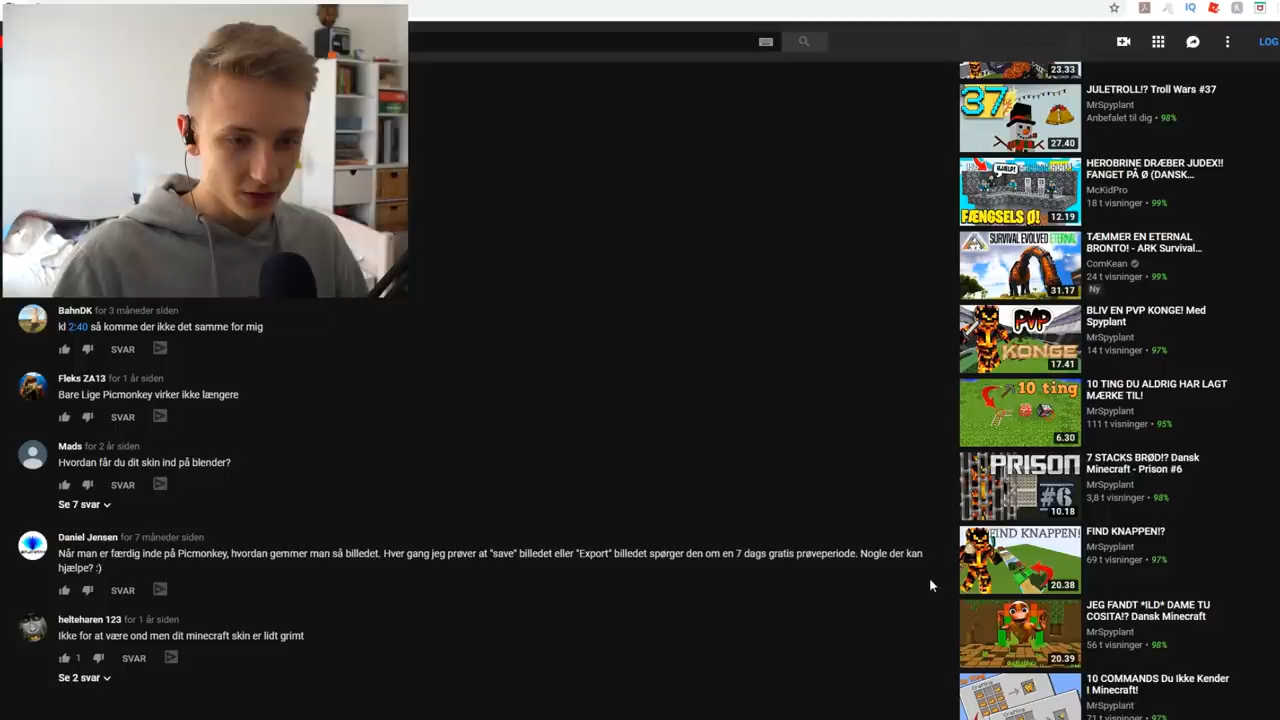 LOG
BahnDK for 3 måneder siden
kl 2:40 så komme der ikke det samme for mig
SVAR
Fleks ZA13 for 1 år siden
Bare Lige Picmonkey virker ikke længere
SVAR
Mads for 2 år siden
Hvordan får du dit skin ind på blender?
SVAR
Se 7 svar
Daniel Jensen for 7 måneder siden
Når man er færdig inde på Picmonkey, hvordan gemmer man så billedet. Hver gang jeg prøver at "save" billedet eller "Export" billedet spørger den om en 7 dags gratis prøveperiode. Nogle der kan
hjælpe? :)
SVAR
helteharen 123 for 1 år siden
Ikke for at være ond men dit minecraft skin er lidt grimt
1 SVAR
Se 2 svar
23.33
37
27.40
JULETROLL!? Troll Wars #37
MrSpyplant
Anbefalet til dig • 98%
HJÆLP!
FÆNGSELS Ø!
12.19
HEROBRINE DRÆBER JUDEX!!
FANGET PÅ Ø (DANSK...
McKidPro
18 t visninger • 99%
SURVIVAL EVOLVED ETERNAL
31.17
TÆMMER EN ETERNAL
BRONTO! - ARK Survival...
ComKean
24 t visninger • 99%
Ny
PVP
KONGE
17.41
BLIV EN PVP KONGE! Med
Spyplant
MrSpyplant
14 t visninger • 97%
10 ting
6.30
10 TING DU ALDRIG HAR LAGT
MÆRKE TIL!
MrSpyplant
111 t visninger • 95%
PRISON
#6
10.18
7 STACKS BRØD!? Dansk
Minecraft - Prison #6
MrSpyplant
3,8 t visninger • 98%
FIND KNAPPEN!
20.38
FIND KNAPPEN!?
MrSpyplant
69 t visninger • 97%
20.39
JEG FANDT *ILD* DAME TU
COSITA!? Dansk Minecraft
MrSpyplant
56 t visninger • 98%
10 COMMANDS Du Ikke Kender
I Minecraft!
MrSpyplant
71 t visninger • 97%